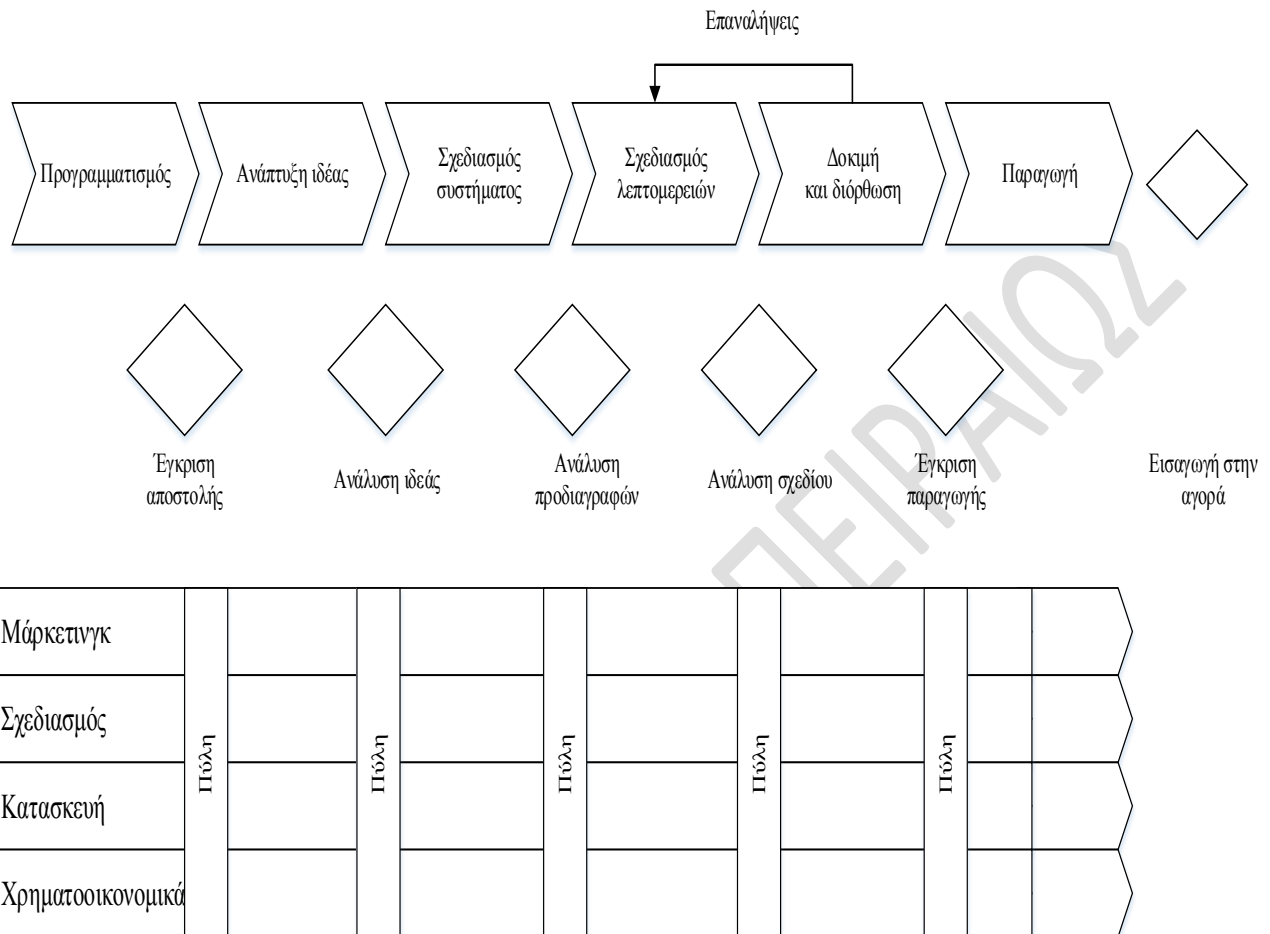 Επαναλήψεις
Προγραμματισμός
Ανάπτυξη ιδέας
Σχεδιασμός
συστήματος
Σχεδιασμός
λεπτομερειών
Δοκιμή
και διόρθωση
Παραγωγή
Έγκριση
αποστολής
Ανάλυση ιδεάς
Ανάλυση
προδιαγραφών
Ανάλυση σχεδίου
Έγκριση
παραγωγής
Εισαγωγή στην
αγορά
Μάρκετινγκ
Σχεδιασμός
Κατασκευή
Χρηματοοικονομικά
Πύλη
Πύλη
Πύλη
Πύλη
Πύλη
ΠΕΙΡΑΙΩΣ